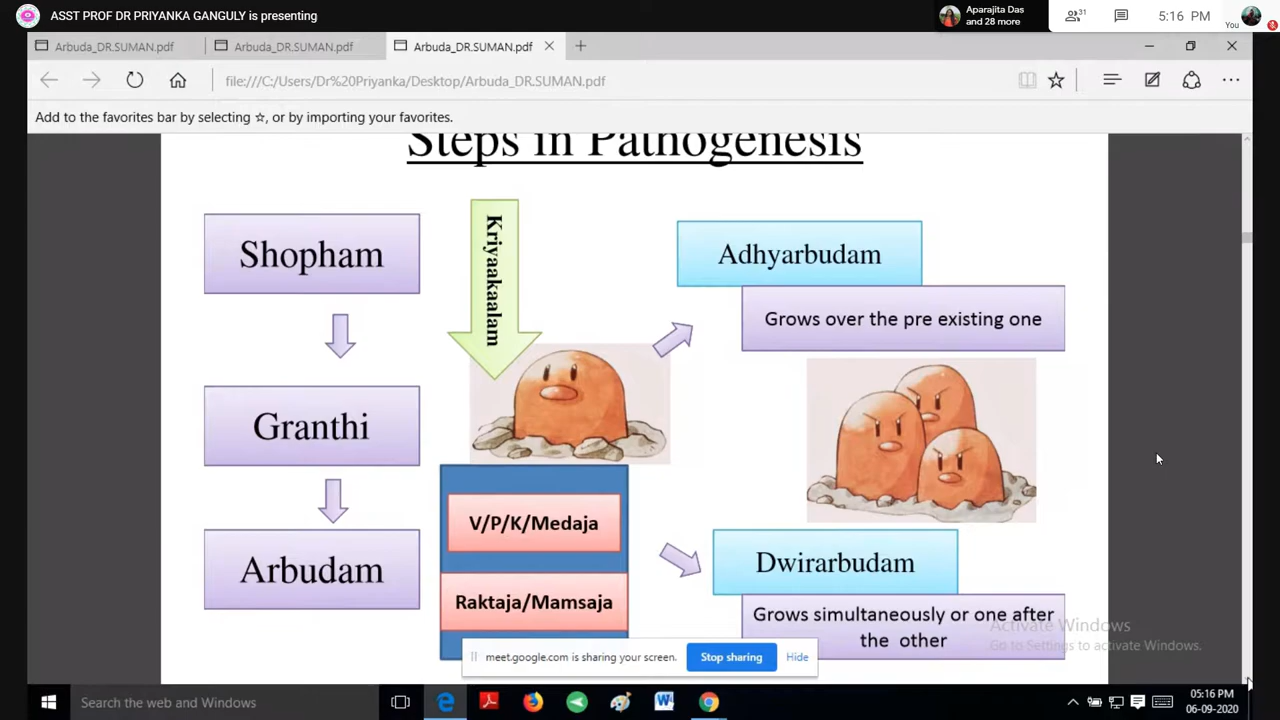 ASST PROF DR PRIYANKA GANGULY is presenting
Aparajita Das
and 28 more
31
5:16 PM
You
Arbuda_DR.SUMAN.pdf
Arbuda_DR.SUMAN.pdf
Arbuda_DR.SUMAN.pdf
file:///C:/Users/Dr%20Priyanka/Desktop/Arbuda_DR.SUMAN.pdf
Add to the favorites bar by selecting ☆, or by importing your favorites.
Steps in Pathogenesis
Shopham
Kriyaakaalam
Adhyarbudam
Grows over the pre existing one
Granthi
V/P/K/Medaja
Arbudam
Raktaja/Mamsaja
Dwirarbudam
Grows simultaneously or one after
the other
Activate Windows
Go to Settings to activate Windows.
meet.google.com is sharing your screen.
Stop sharing
Hide
Search the web and Windows
05:16 PM
06-09-2020